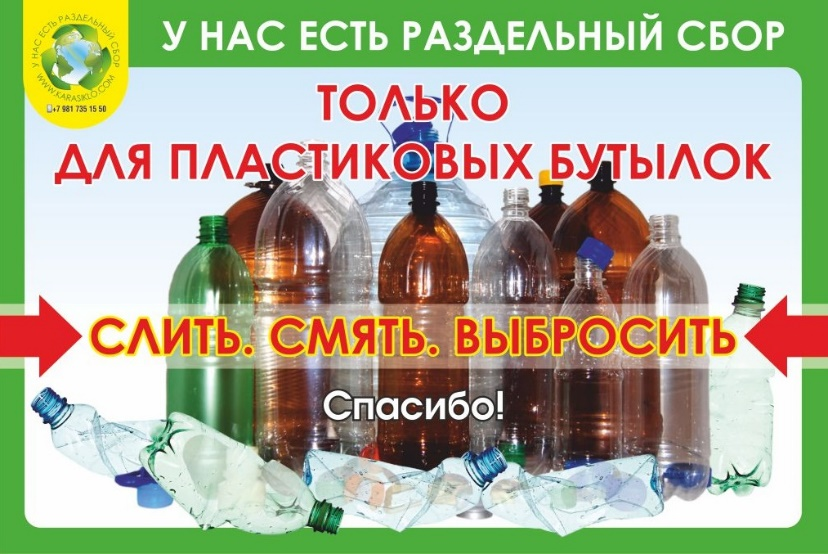 У НАС ЕСТЬ РАЗДЕЛЬНЫЙ СБОР
У НАС ЕСТЬ РАЗДЕЛЬНЫЙ СБОР
WWW.KARASIKLO.COM
+7 981 735 15 50
ТОЛЬКО
ДЛЯ ПЛАСТИКОВЫХ БУТЫЛОК
СЛИТЬ. СМЯТЬ. ВЫБРОСИТЬ
Спасибо!